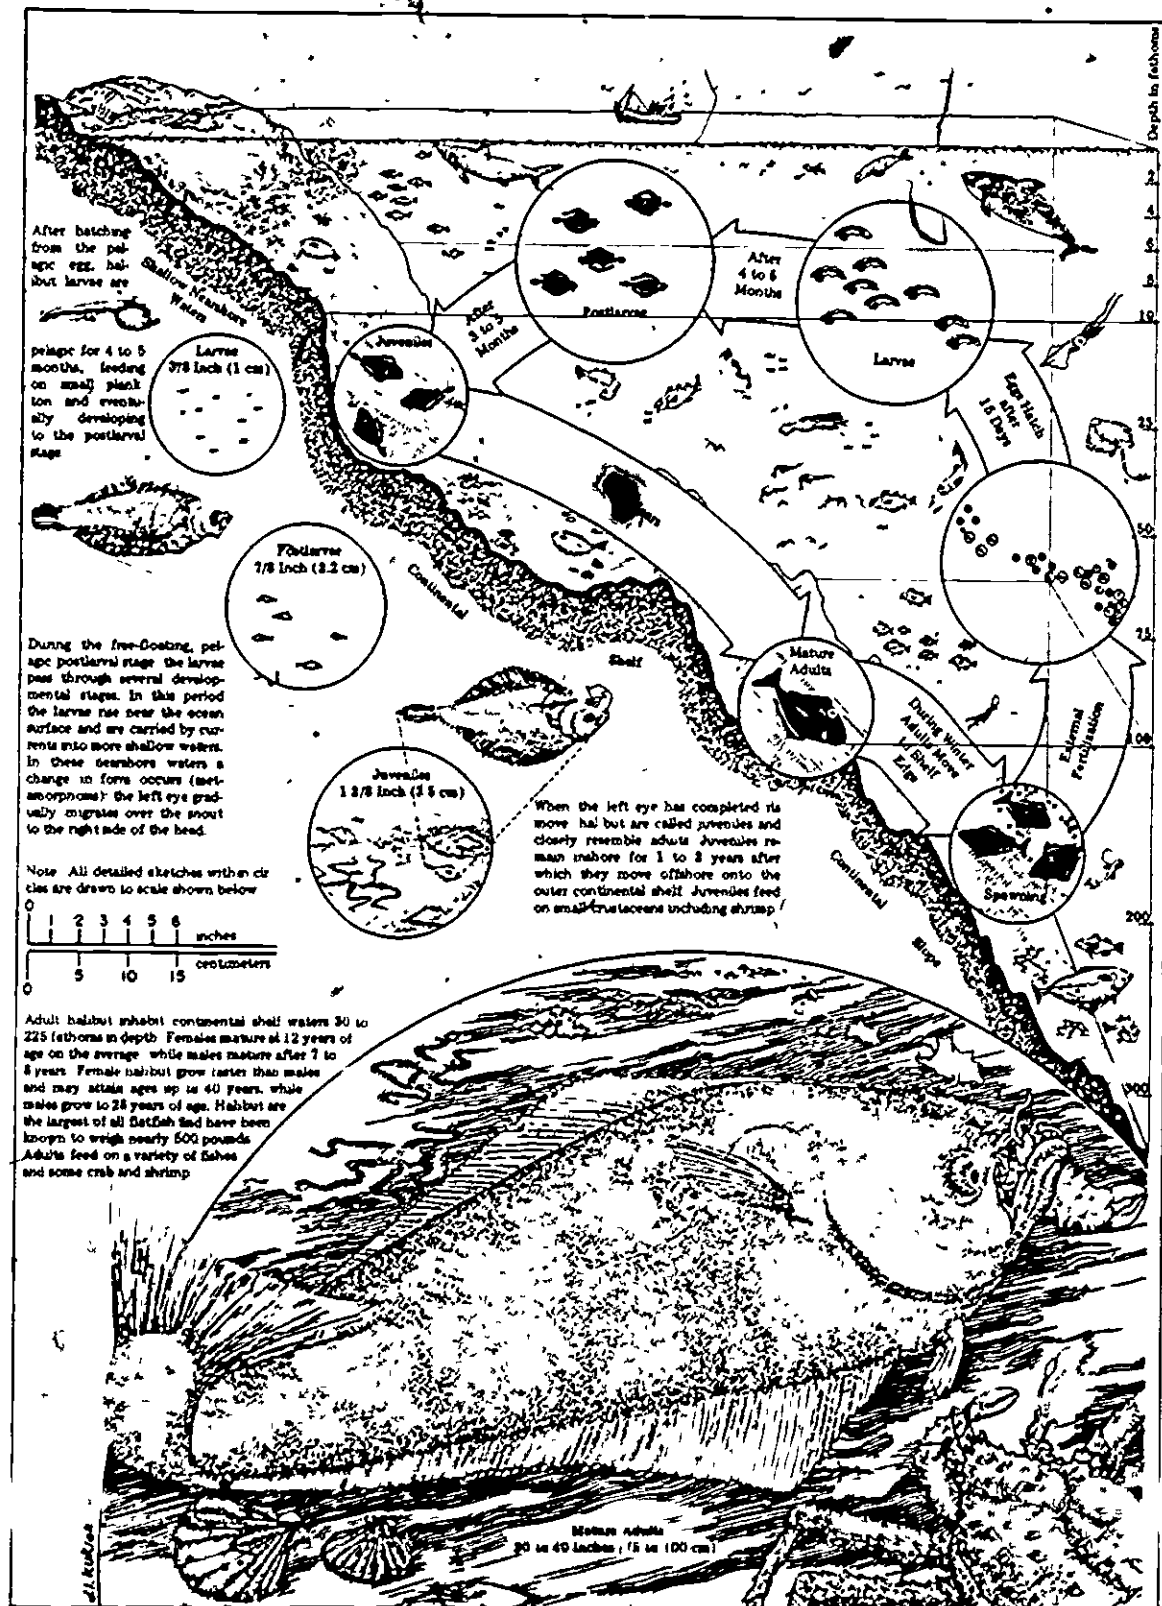 Depth in fathoms
2
4
6
8
10
25
50
75
100
200
300
After hatching
from the pel-
agic egg, hal-
ibut larvae are
pelagic for 4 to 5
months, feeding
on small plank
ton and eventu-
ally developing
to the postlarval
stage
Shallow Nearshore
Waters
Larvae
3/8 Inch (1 cm)
Juveniles
After
3 to 5
Months
Postlarvae
After
4 to 5
Months
Larvae
Eggs Hatch
after
15 Days
Postlarvae
7/8 Inch (2.2 cm)
Continental
Shelf
Mature
Adults
During Winter
Adults Move
to Shelf
Edge
External
Fertilization
Spawning
Continental
Slope
During the free-floating, pel-
agic postlarval stage the larvae
pass through several develop-
mental stages. In this period
the larvae rise near the ocean
surface and are carried by cur-
rents into more shallow waters.
In these nearshore waters a
change in form occurs (met-
amorphosis): the left eye grad-
ually migrates over the snout
to the right side of the head.
Juveniles
1 3/8 Inch (3 5 cm)
When the left eye has completed its
move hal but are called juveniles and
closely resemble adults Juveniles re-
main inshore for 1 to 3 years after
which they move offshore onto the
outer continental shelf Juveniles feed
on small crustaceans including shrimp
Note All detailed sketches within cir
cles are drawn to scale shown below
0
1 2 3 4 5 6 inches
5 10 15 centimeters
0
Adult halibut inhabit continental shelf waters 30 to
225 fathoms in depth Females mature at 12 years of
age on the average while males mature after 7 to
8 years Female halibut grow faster than males
and may attain ages up to 40 years, while
males grow to 25 years of age. Halibut are
the largest of all flatfish and have been
known to weigh nearly 500 pounds
Adults feed on a variety of fishes
and some crab and shrimp
Mature Adults
30 to 40 Inches (75 to 100 cm)